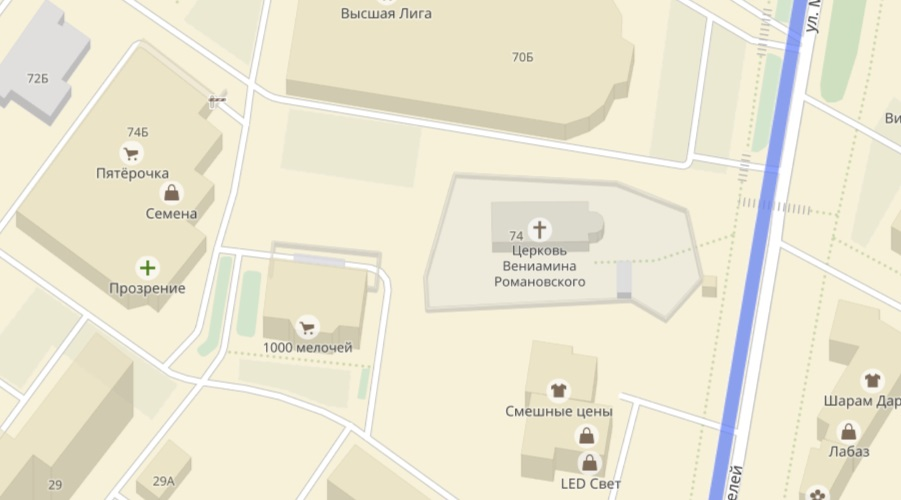 Высшая Лига
ул. М
70Б
72Б
74Б
Пятёрочка
Ви
Семена
74
Церковь
Вениамина
Романовского
Прозрение
1000 мелочей
Смешные цены
Шарам Дар
Лабаз
LED Свет
29А
29
елей